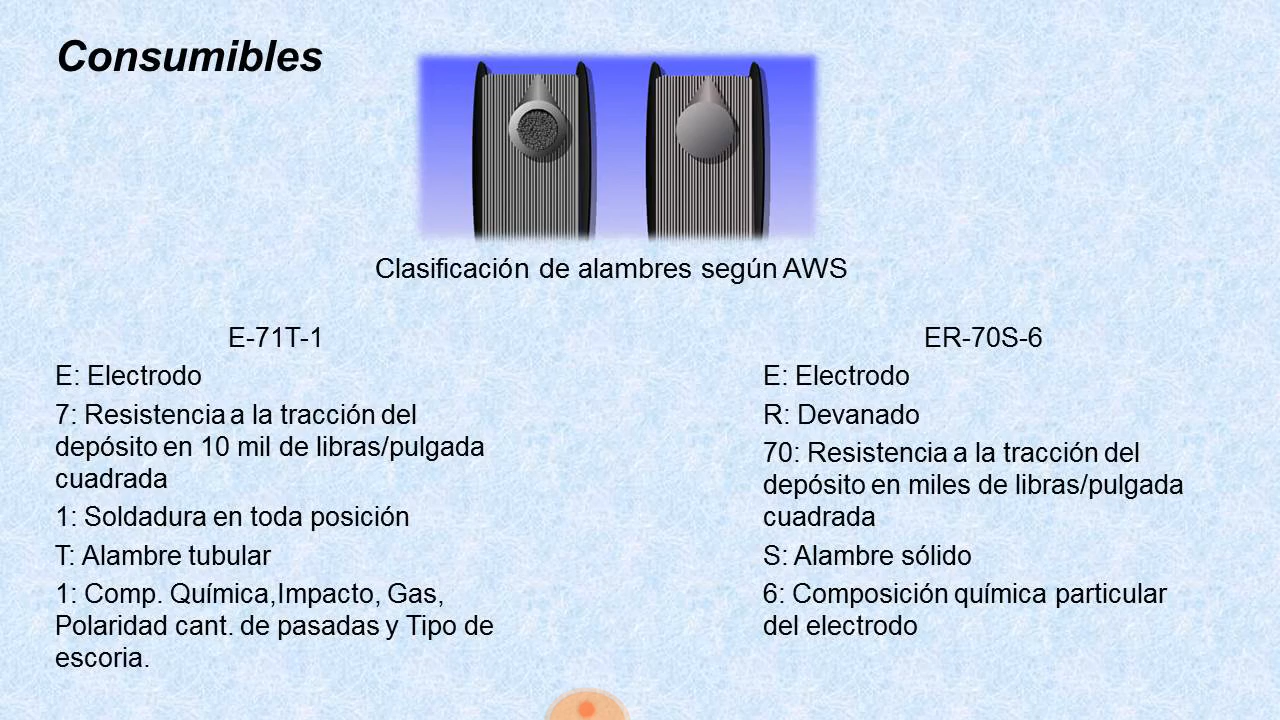 Consumibles
Clasificación de alambres según AWS
E-71T-1
E: Electrodo
7: Resistencia a la tracción del
depósito en 10 mil de libras/pulgada
cuadrada
1: Soldadura en toda posición
T: Alambre tubular
1: Comp. Química,Impacto, Gas,
Polaridad cant. de pasadas y Tipo de
escoria.
ER-70S-6
E: Electrodo
R: Devanado
70: Resistencia a la tracción del
depósito en miles de libras/pulgada
cuadrada
S: Alambre sólido
6: Composición química particular
del electrodo